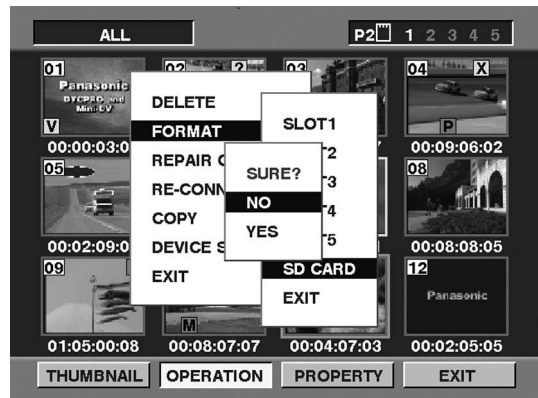 ALL
P2 1 2 3 4 5
01
Panasonic
DVCPRO and
Mini-DV
V
00:00:03:0
02
?
03
04
X
P
00:09:06:02
DELETE
FORMAT
REPAIR C
RE-CONN
COPY
DEVICE S
EXIT
SLOT1
-2
-3
-4
-5
SD CARD
EXIT
SURE?
NO
YES
05
00:02:09:0
08
00:08:08:05
09
01:05:00:08
M
00:08:07:07
00:04:07:03
12
Panasonic
00:02:05:05
THUMBNAIL
OPERATION
PROPERTY
EXIT